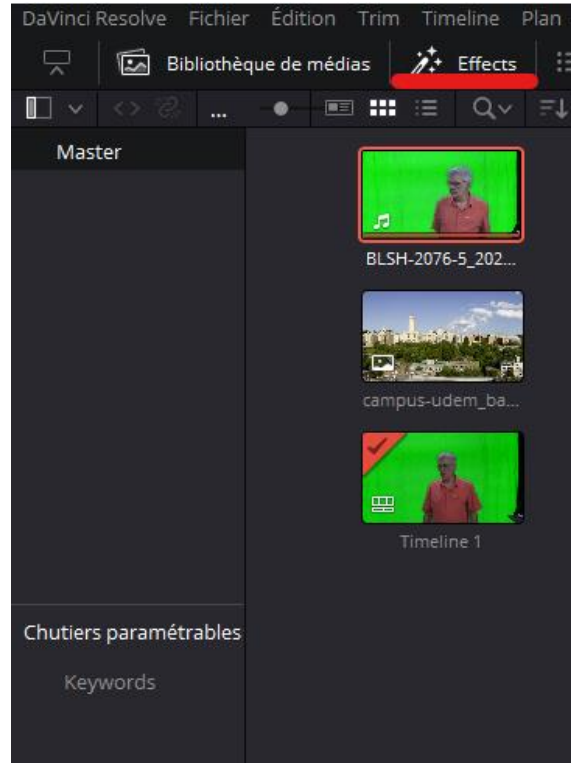 DaVinci Resolve Fichier Édition Trim Timeline Plan
Bibliothèque de médias Effects
...
Master
BLSH-2076-5_202...
campus-udem_ba...
Timeline 1
Chutiers paramétrables
Keywords